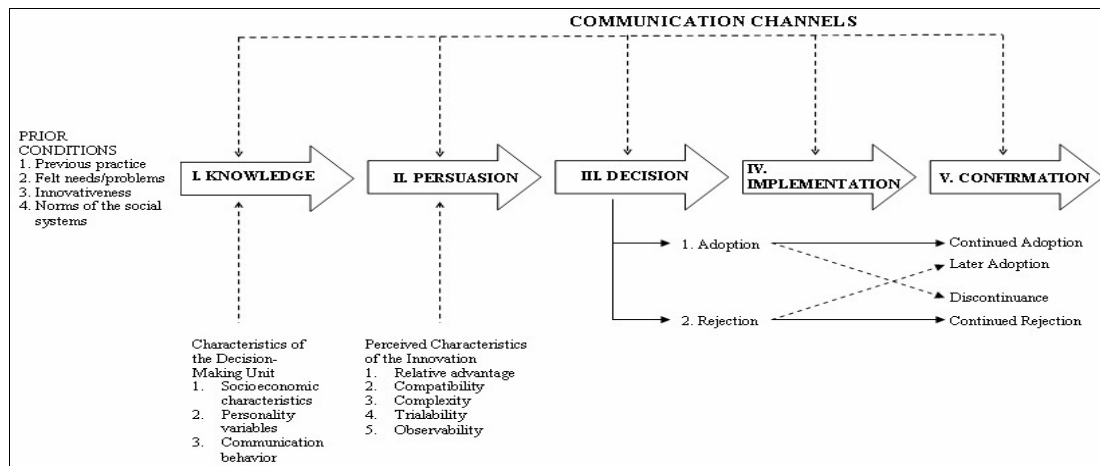 COMMUNICATION CHANNELS
PRIOR
CONDITIONS
1. Previous practice
2. Felt needs/problems
3. Innovativeness
4. Norms of the social
systems
I. KNOWLEDGE
II. PERSUASION
III. DECISION
IV.
IMPLEMENTATION
V. CONFIRMATION
1. Adoption
2. Rejection
Continued Adoption
Later Adoption
Discontinuance
Continued Rejection
Characteristics of
the Decision-
Making Unit
1. Socioeconomic
characteristics
2. Personality
variables
3. Communication
behavior
Perceived Characteristics
of the Innovation
1. Relative advantage
2. Compatibility
3. Complexity
4. Trialability
5. Observability